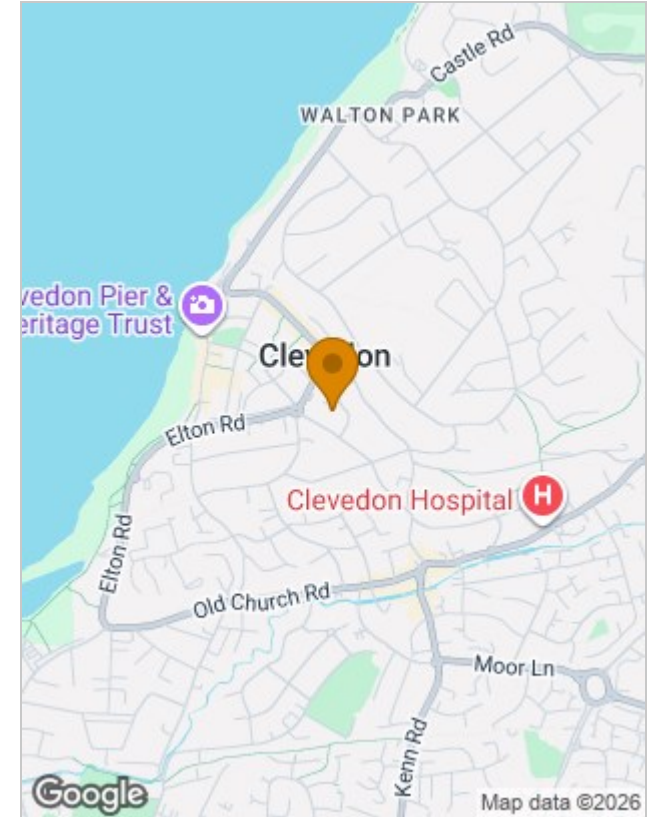 Castle Rd
WALTON PARK
vedon Pier &
eritage Trust
Cle on
Elton Rd
Clevedon Hospital H
Elton Rd
Old Church Rd
Moor Ln
Kenn Rd
Google
Map data ©2026